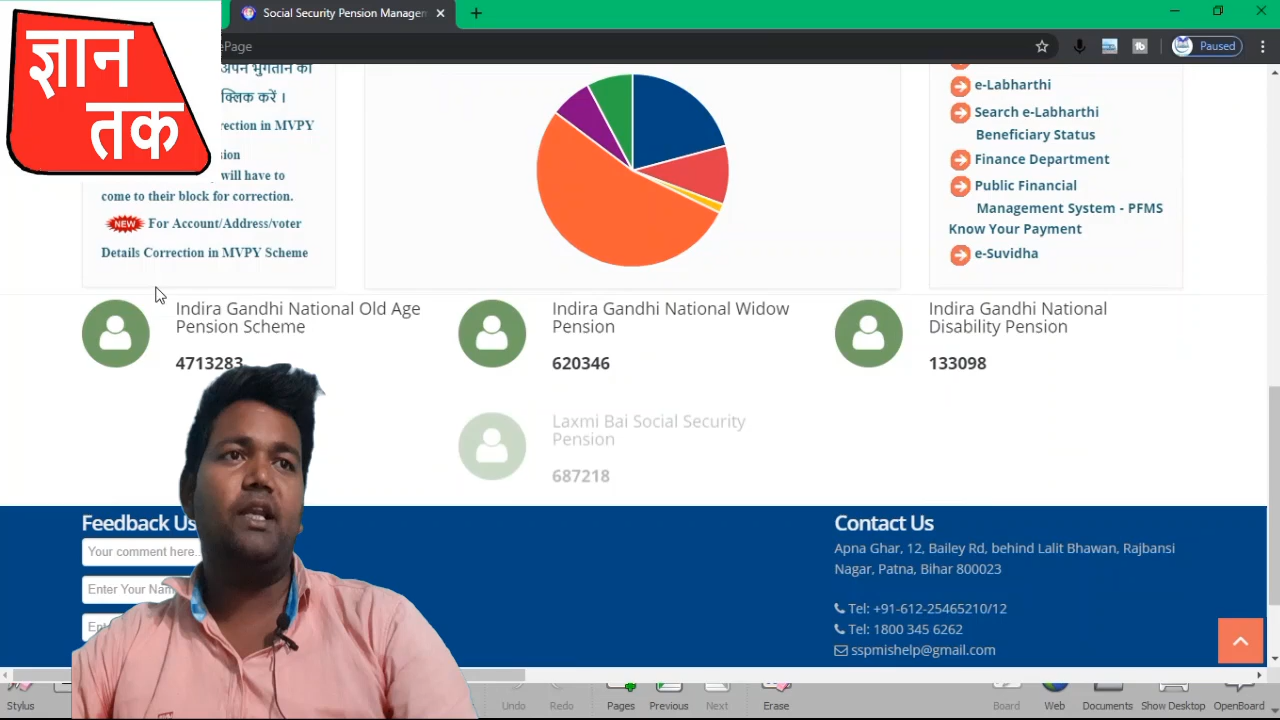 ज्ञान
तक
Social Security Pension Managem
ePage
Paused
अपने भुगतान की
क्लिक करें ।
rection in MVPY
sion
will have to
come to their block for correction.
NEW For Account/Address/voter
Details Correction in MVPY Scheme
e-Labharthi
Search e-Labharthi
Beneficiary Status
Finance Department
Public Financial
Management System - PFMS
Know Your Payment
e-Suvidha
Indira Gandhi National Old Age
Pension Scheme
4713283
Indira Gandhi National Widow
Pension
620346
Indira Gandhi National
Disability Pension
133098
Laxmi Bai Social Security
Pension
687218
Feedback Us
Your comment here..
Enter Your Nam
Ent
Contact Us
Apna Ghar, 12, Bailey Rd, behind Lalit Bhawan, Rajbansi
Nagar, Patna, Bihar 800023
Tel: +91-612-25465210/12
Tel: 1800 345 6262
sspmishelp@gmail.com
Stylus
Undo
Redo
Pages
Previous
Next
Erase
Board
Web
Documents
Show Desktop
OpenBoard